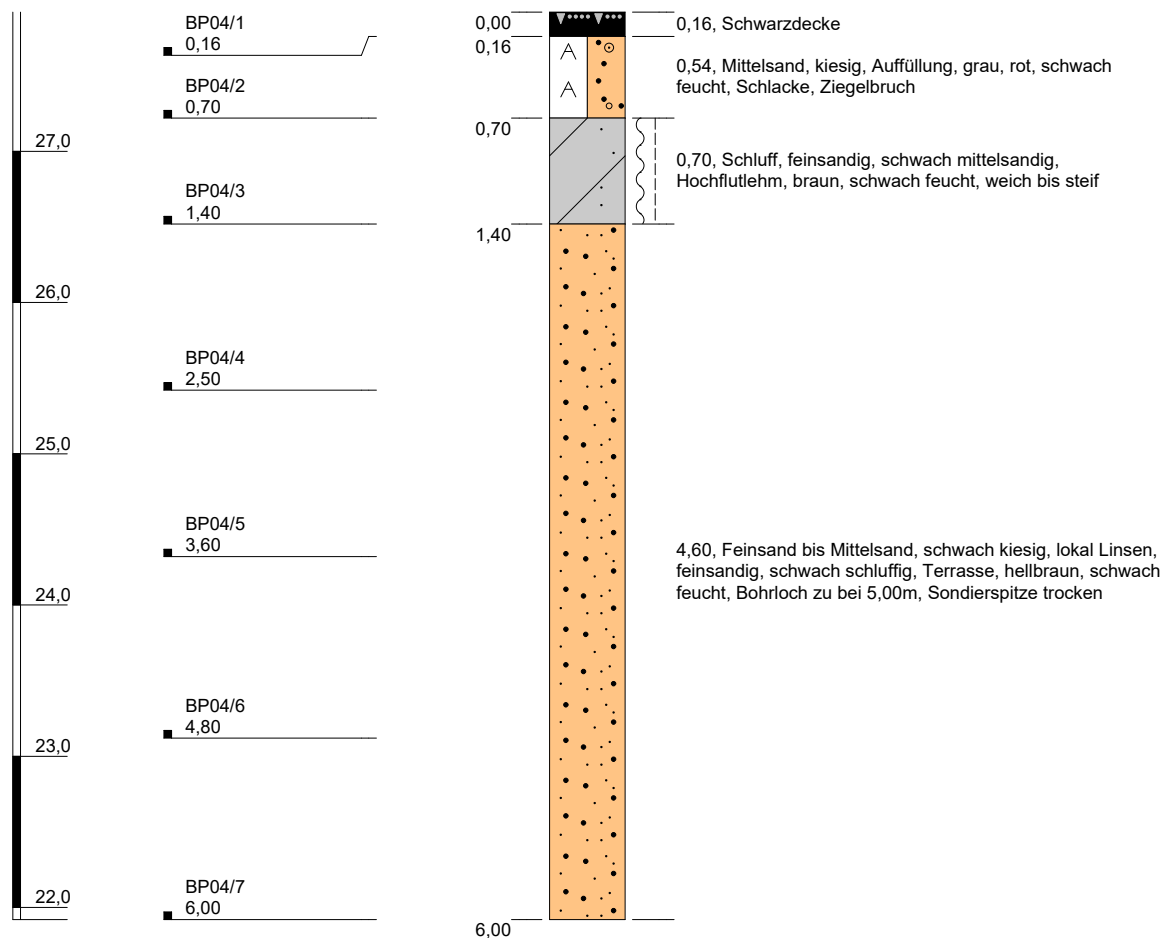 27,0
26,0
25,0
24,0
23,0
22,0
BP04/1
0,16
BP04/2
0,70
BP04/3
1,40
BP04/4
2,50
BP04/5
3,60
BP04/6
4,80
BP04/7
6,00
0,00
0,16
0,70
1,40
6,00
0,16, Schwarzdecke
0,54, Mittelsand, kiesig, Auffüllung, grau, rot, schwach
feucht, Schlacke, Ziegelbruch
0,70, Schluff, feinsandig, schwach mittelsandig,
Hochflutlehm, braun, schwach feucht, weich bis steif
4,60, Feinsand bis Mittelsand, schwach kiesig, lokal Linsen,
feinsandig, schwach schluffig, Terrasse, hellbraun, schwach
feucht, Bohrloch zu bei 5,00m, Sondierspitze trocken